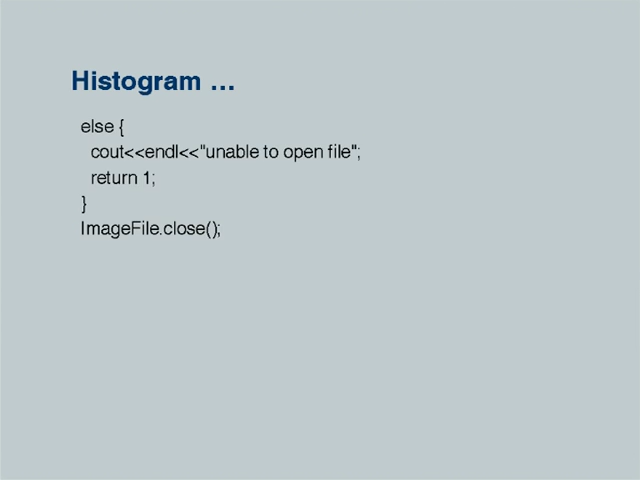 Histogram ...
else {
cout<<endl<<"unable to open file";
return 1;
}
ImageFile.close();